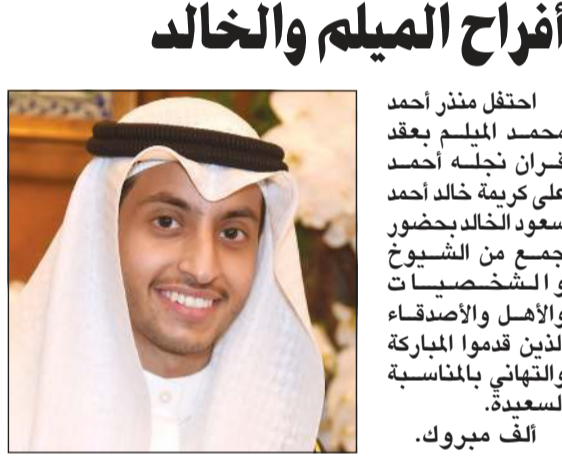 أفراح الميلم والخالد
احتفل منذر أحمد
محمد الميلم بعقد
قران نجله أحمد
على كريمة خالد أحمد
سعود الخالد بحضور
جمع من الشيوخ
والشخصيات
والأهل والأصدقاء
الذين قدموا المباركة
والتهاني بالمناسبة
السعيدة.
ألف مبروك.